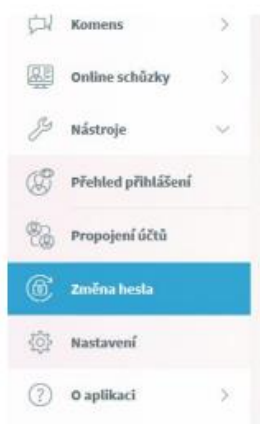 Komens
Online schůzky
Nástroje
Přehled přihlášení
Propojení účtů
Změna hesla
Nastavení
O aplikaci